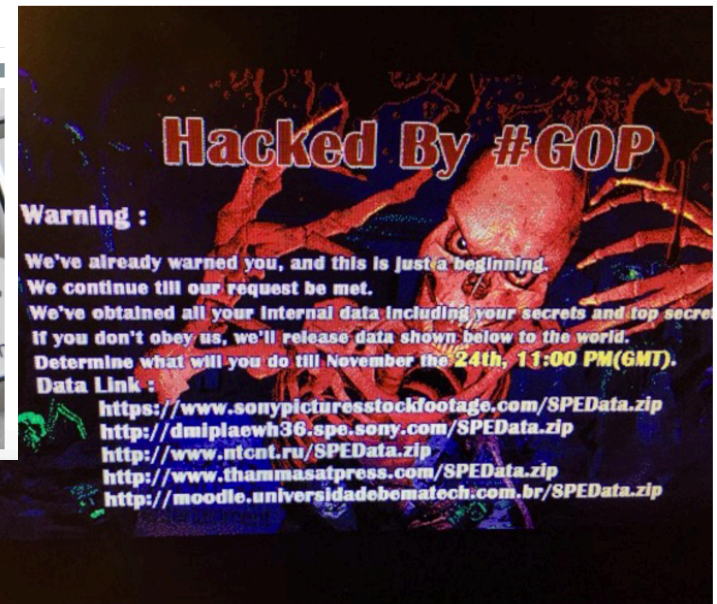 Hacked By #GOP
Warning :
We've already warned you, and this is just a beginning.
We continue till our request be met.
We've obtained all your internal data including your secrets and top secret
If you don't obey us, we'll release data shown below to the world.
Determine what will you do till November the 24th, 11:00 PM(GMT).
Data Link :
https://www.sonypicturesstockfootage.com/SPEData.zip
http://dmiplaewh36.spe.sony.com/SPEData.zip
http://www.ntcnt.ru/SPEData.zip
http://www.thammasatpress.com/SPEData.zip
http://moodle.universidadebematech.com.br/SPEData.zip